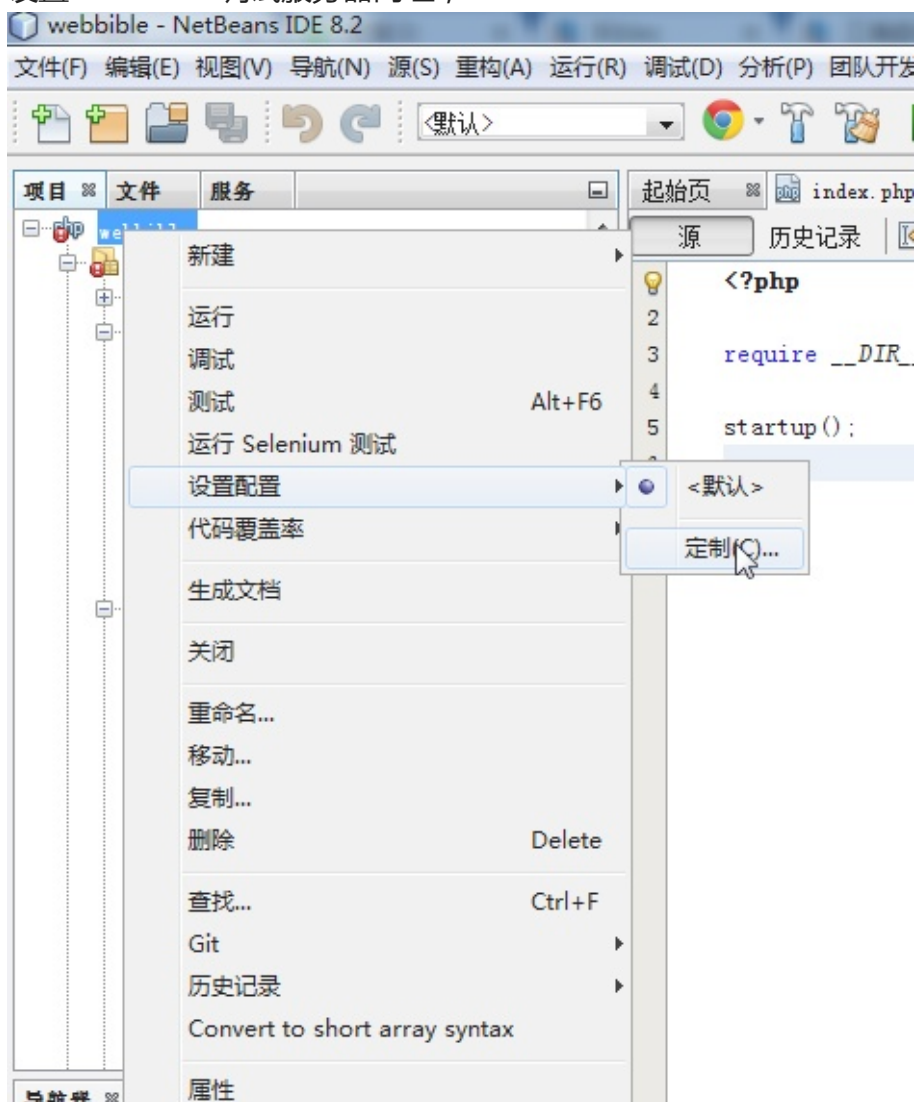 webbible - NetBeans IDE 8.2
文件(F) 编辑(E) 视图(V) 导航(N) 源(S) 重构(A) 运行(R) 调试(D) 分析(P) 团队开发
<默认>
项目 文件 服务
起始页 index.php
源 历史记录
新建
运行
调试
测试 Alt+F6
运行 Selenium 测试
设置配置
代码覆盖率
生成文档
关闭
重命名...
移动...
复制...
删除 Delete
查找... Ctrl+F
Git
历史记录
Convert to short array syntax
属性
<默认>
定制(C)...
<?php
2
3 require __DIR_
4
5 startup();